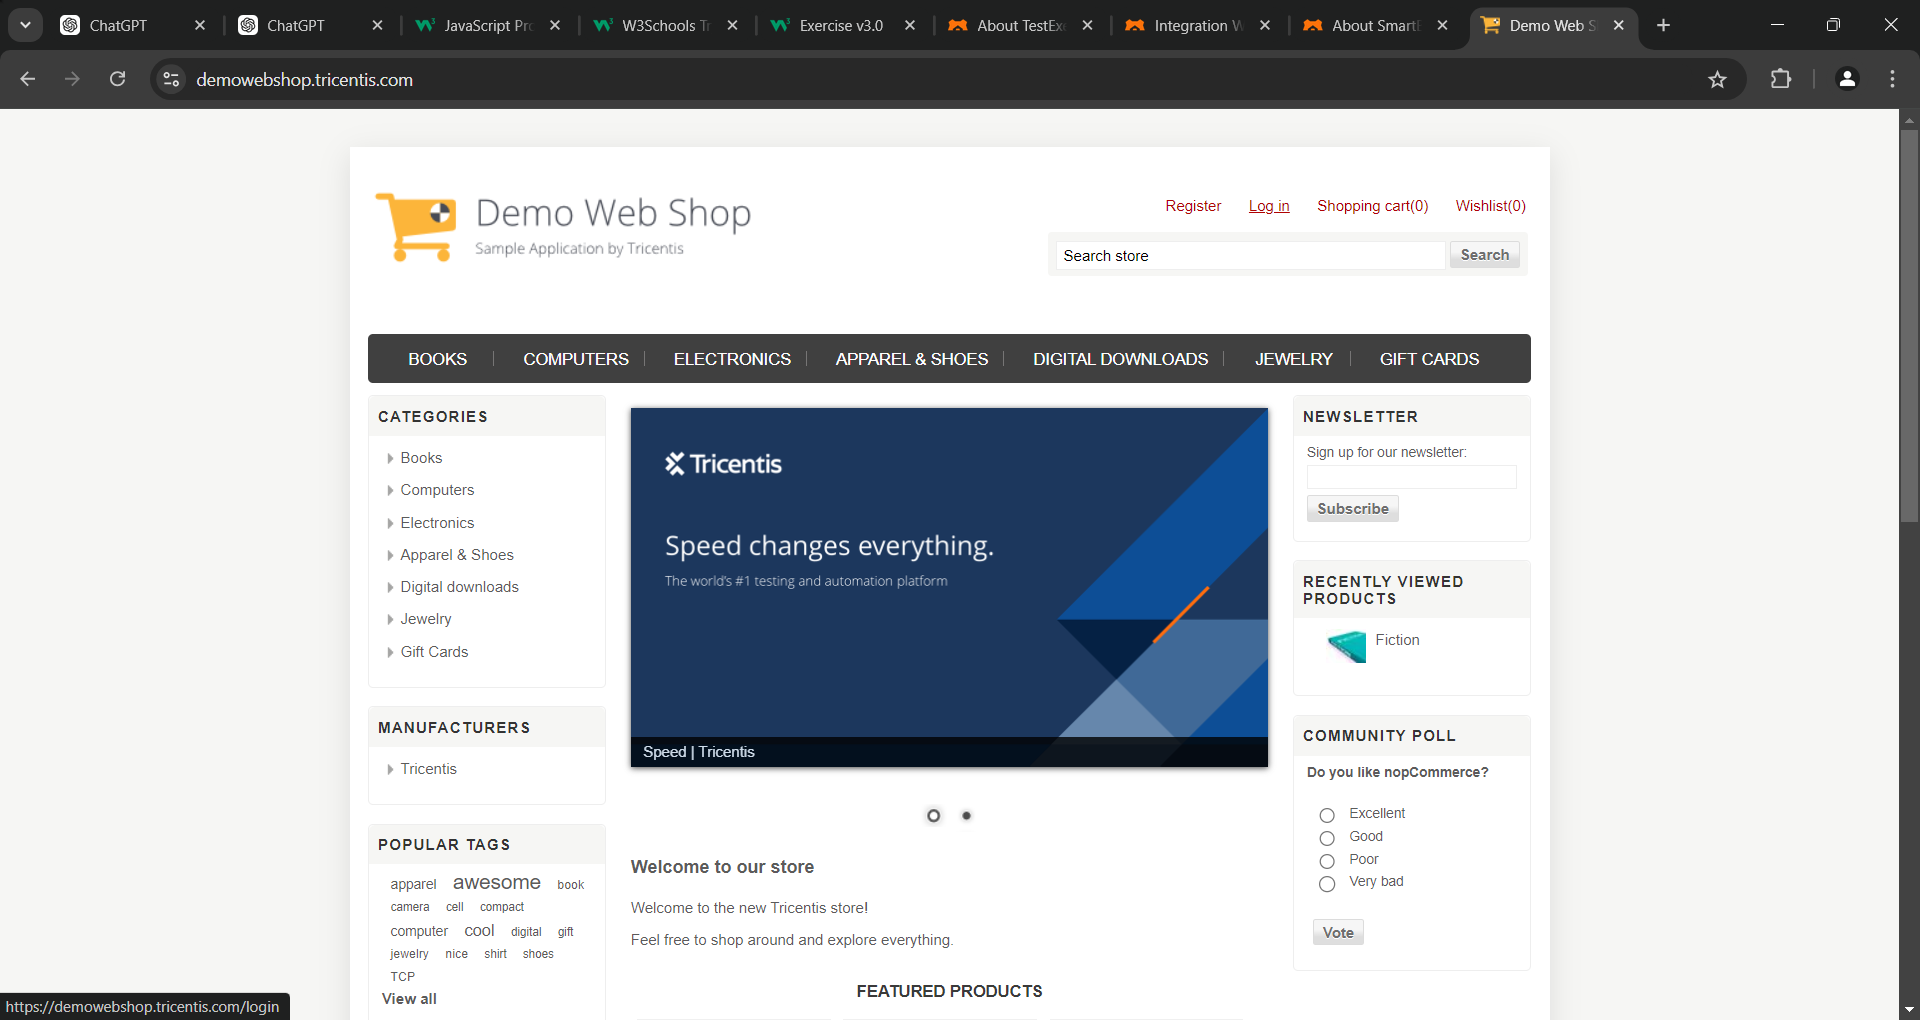 ChatGPT
ChatGPT
JavaScript Pr
W3Schools Tr
Exercise v3.0
About TestEx
Integration W
About Smart
Demo Web S
demowebshop.tricentis.com
Demo Web Shop
Sample Application by Tricentis
Register Log in Shopping cart(0) Wishlist(0)
Search store Search
BOOKS COMPUTERS ELECTRONICS APPAREL & SHOES DIGITAL DOWNLOADS JEWELRY GIFT CARDS
CATEGORIES
Books
Computers
Electronics
Apparel & Shoes
Digital downloads
Jewelry
Gift Cards
MANUFACTURERS
Tricentis
POPULAR TAGS
apparel awesome book
camera cell compact
computer cool digital gift
jewelry nice shirt shoes
TCP
View all
Tricentis
Speed changes everything.
The world's #1 testing and automation platform
Speed | Tricentis
Welcome to our store
Welcome to the new Tricentis store!
Feel free to shop around and explore everything.
FEATURED PRODUCTS
NEWSLETTER
Sign up for our newsletter:
Subscribe
RECENTLY VIEWED
PRODUCTS
Fiction
COMMUNITY POLL
Do you like nopCommerce?
Excellent
Good
Poor
Very bad
Vote
https://demowebshop.tricentis.com/login